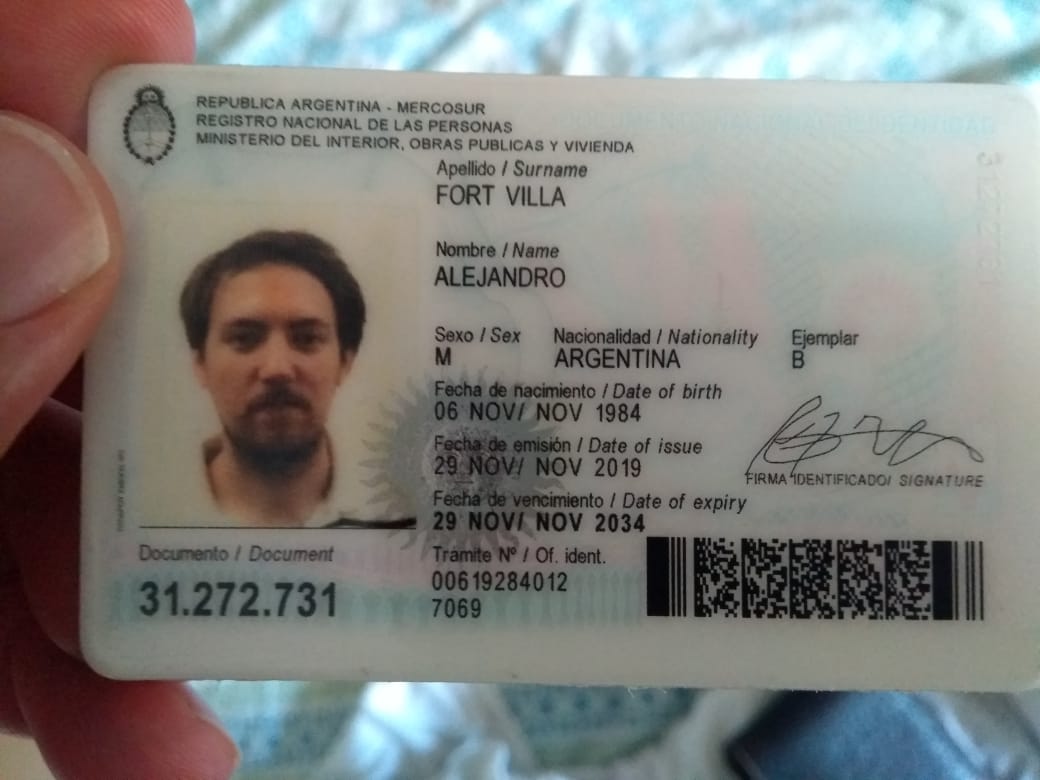 REPUBLICA ARGENTINA - MERCOSUR
REGISTRO NACIONAL DE LAS PERSONAS
MINISTERIO DEL INTERIOR, OBRAS PUBLICAS Y VIVIENDA
Apellido / Surname
FORT VILLA
Nombre / Name
ALEJANDRO
Sexo / Sex Nacionalidad / Nationality Ejemplar
M ARGENTINA B
Fecha de nacimiento / Date of birth
06 NOV/ NOV 1984
Fecha de emisión / Date of issue
29 NOV/ NOV 2019
FIRMA IDENTIFICADO/ SIGNATURE
Fecha de vencimiento / Date of expiry
29 NOV/ NOV 2034
Documento / Document
31.272.731
Tramite Nº / Of. ident.
00619284012
7069